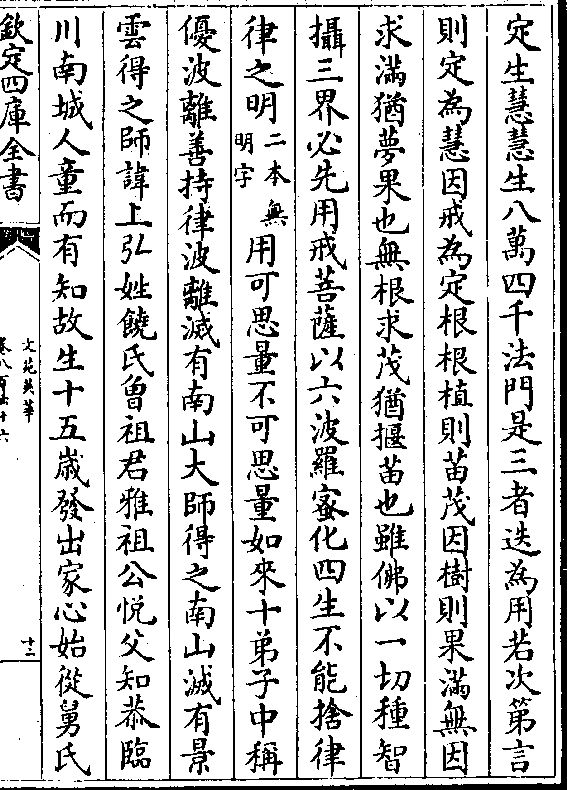 定生慧慧生八萬四千法門是三者迭為用若次第言
則定為慧因戒為定根根植則苗茂因樹則果滿無因
求滿猶夢果也無根求茂猶揠苗也雖佛以一切種智
攝三界必先用戒菩薩以六波羅蜜化四生不能捨律
律之明二本無明字用可思量不可思量如來十弟子中稱
優波離善持律波離滅有南山大師得之南山滅有景
雲得之師諱上弘姓饒氏曾祖君雅祖公悅父知恭臨
川南城人童而有知故生十五歲發出家心始從舅氏
欽定四庫全書
文苑英華
十二